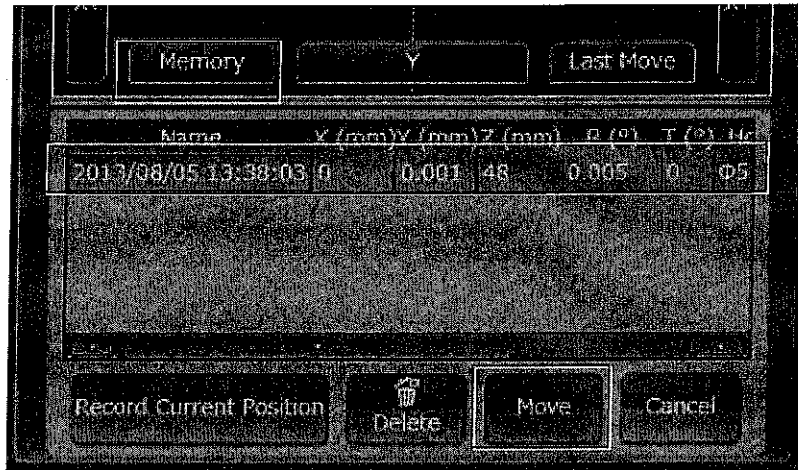 Memory Y Last Move
Name X (mm) Y (mm) Z (mm) R (°) T (°) Ho
2013/08/05 13:38:03 0 0.001 48 0.005 0 Φ5
Record Current Position Delete Move Cancel